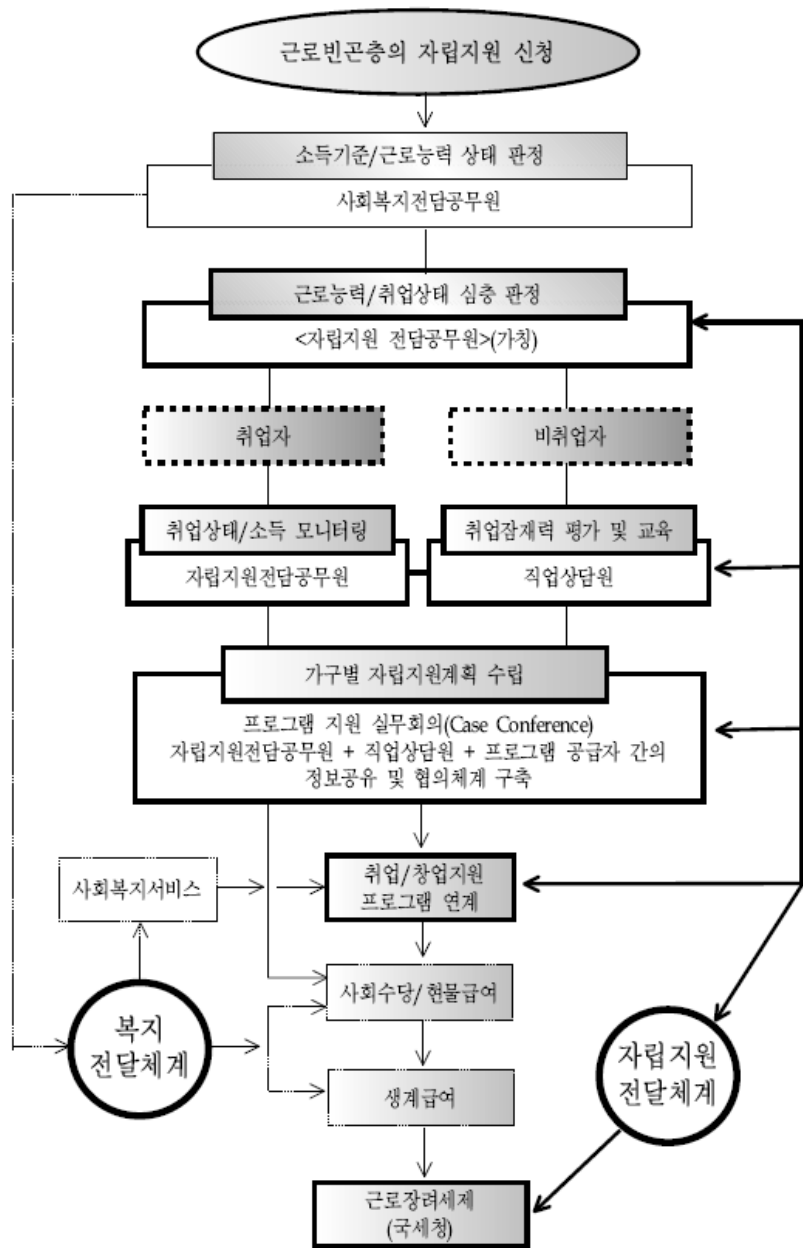 근로빈곤층의 자립지원 신청
소득기준/근로능력 상태 판정
사회복지전담공무원
근로능력/취업상태 심층 판정
<자립지원 전담공무원>(가칭)
취업자
비취업자
취업상태/소득 모니터링
자립지원전담공무원
취업잠재력 평가 및 교육
직업상담원
가구별 자립지원계획 수립
프로그램 지원 실무회의(Case Conference)
자립지원전담공무원 + 직업상담원 + 프로그램 공급자 간의
정보공유 및 협의체계 구축
사회복지서비스
취업/창업지원
프로그램 연계
사회수당/현물급여
복지
전달체계
자립지원
전달체계
생계급여
근로장려세제
(국세청)